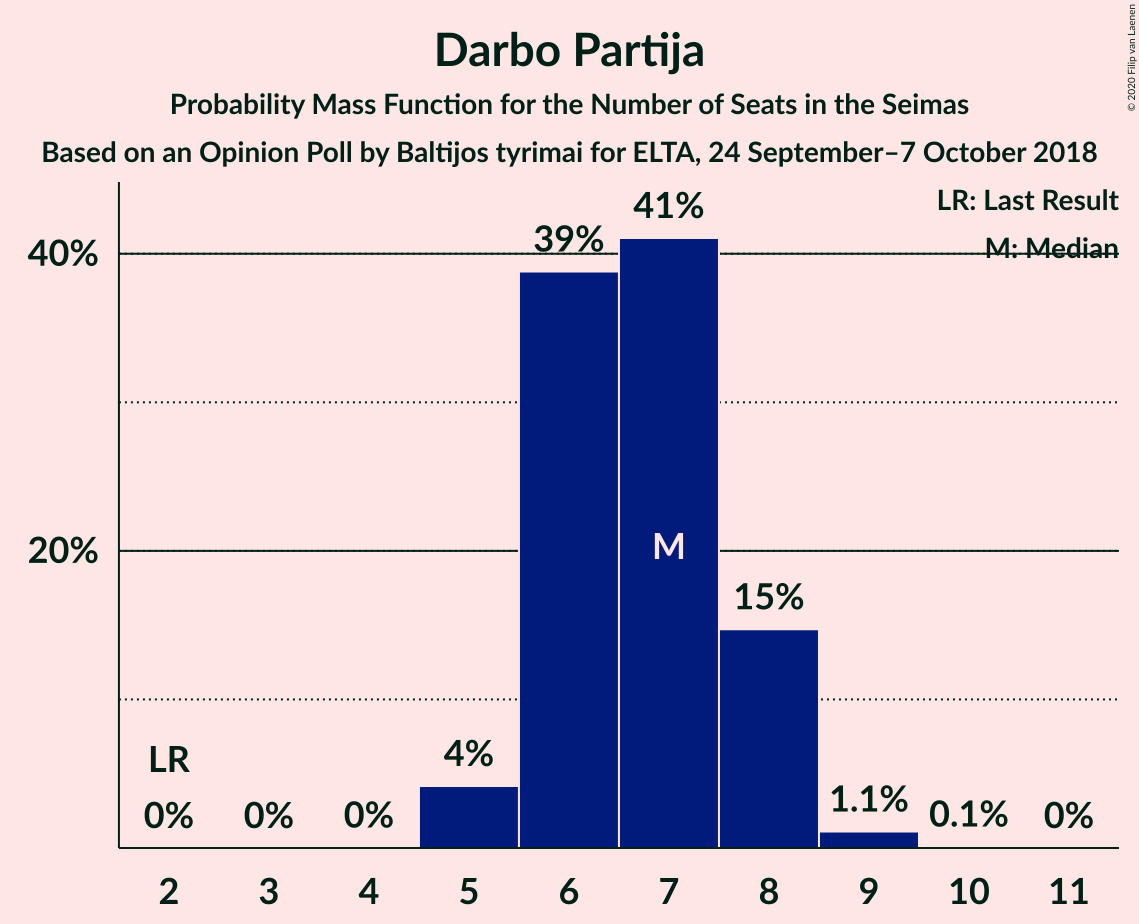 Darbo Partija
Probability Mass Function for the Number of Seats in the Seimas
Based on an Opinion Poll by Baltijos tyrimai for ELTA, 24 September–7 October 2018
© 2020 Filip van Laenen
LR: Last Result
M: Median
40%
20%
LR
0%
0%
0%
4%
39%
41%
M
15%
1.1%
0.1%
0%
2 3 4 5 6 7 8 9 10 11